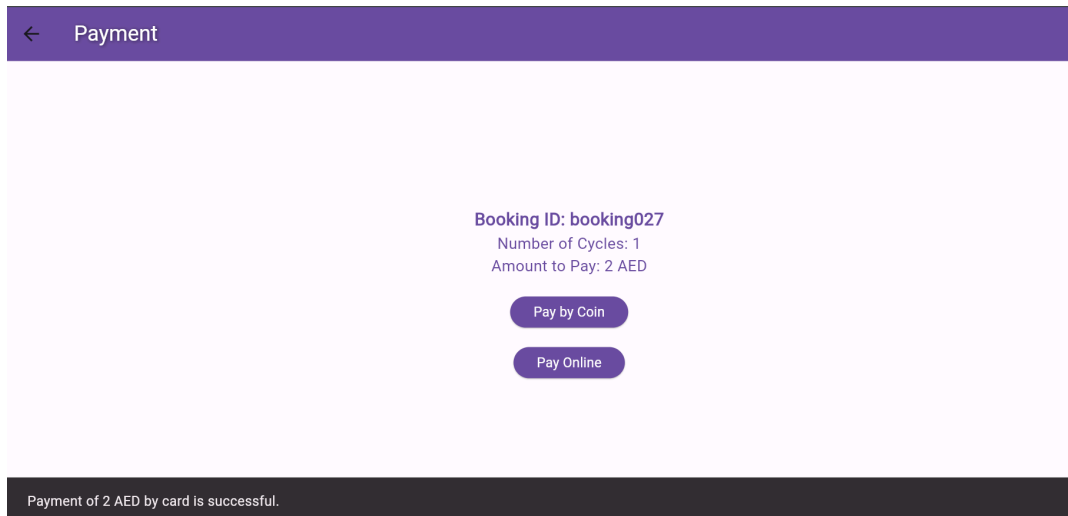 Payment
Booking ID: booking027
Number of Cycles: 1
Amount to Pay: 2 AED
Pay by Coin
Pay Online
Payment of 2 AED by card is successful.